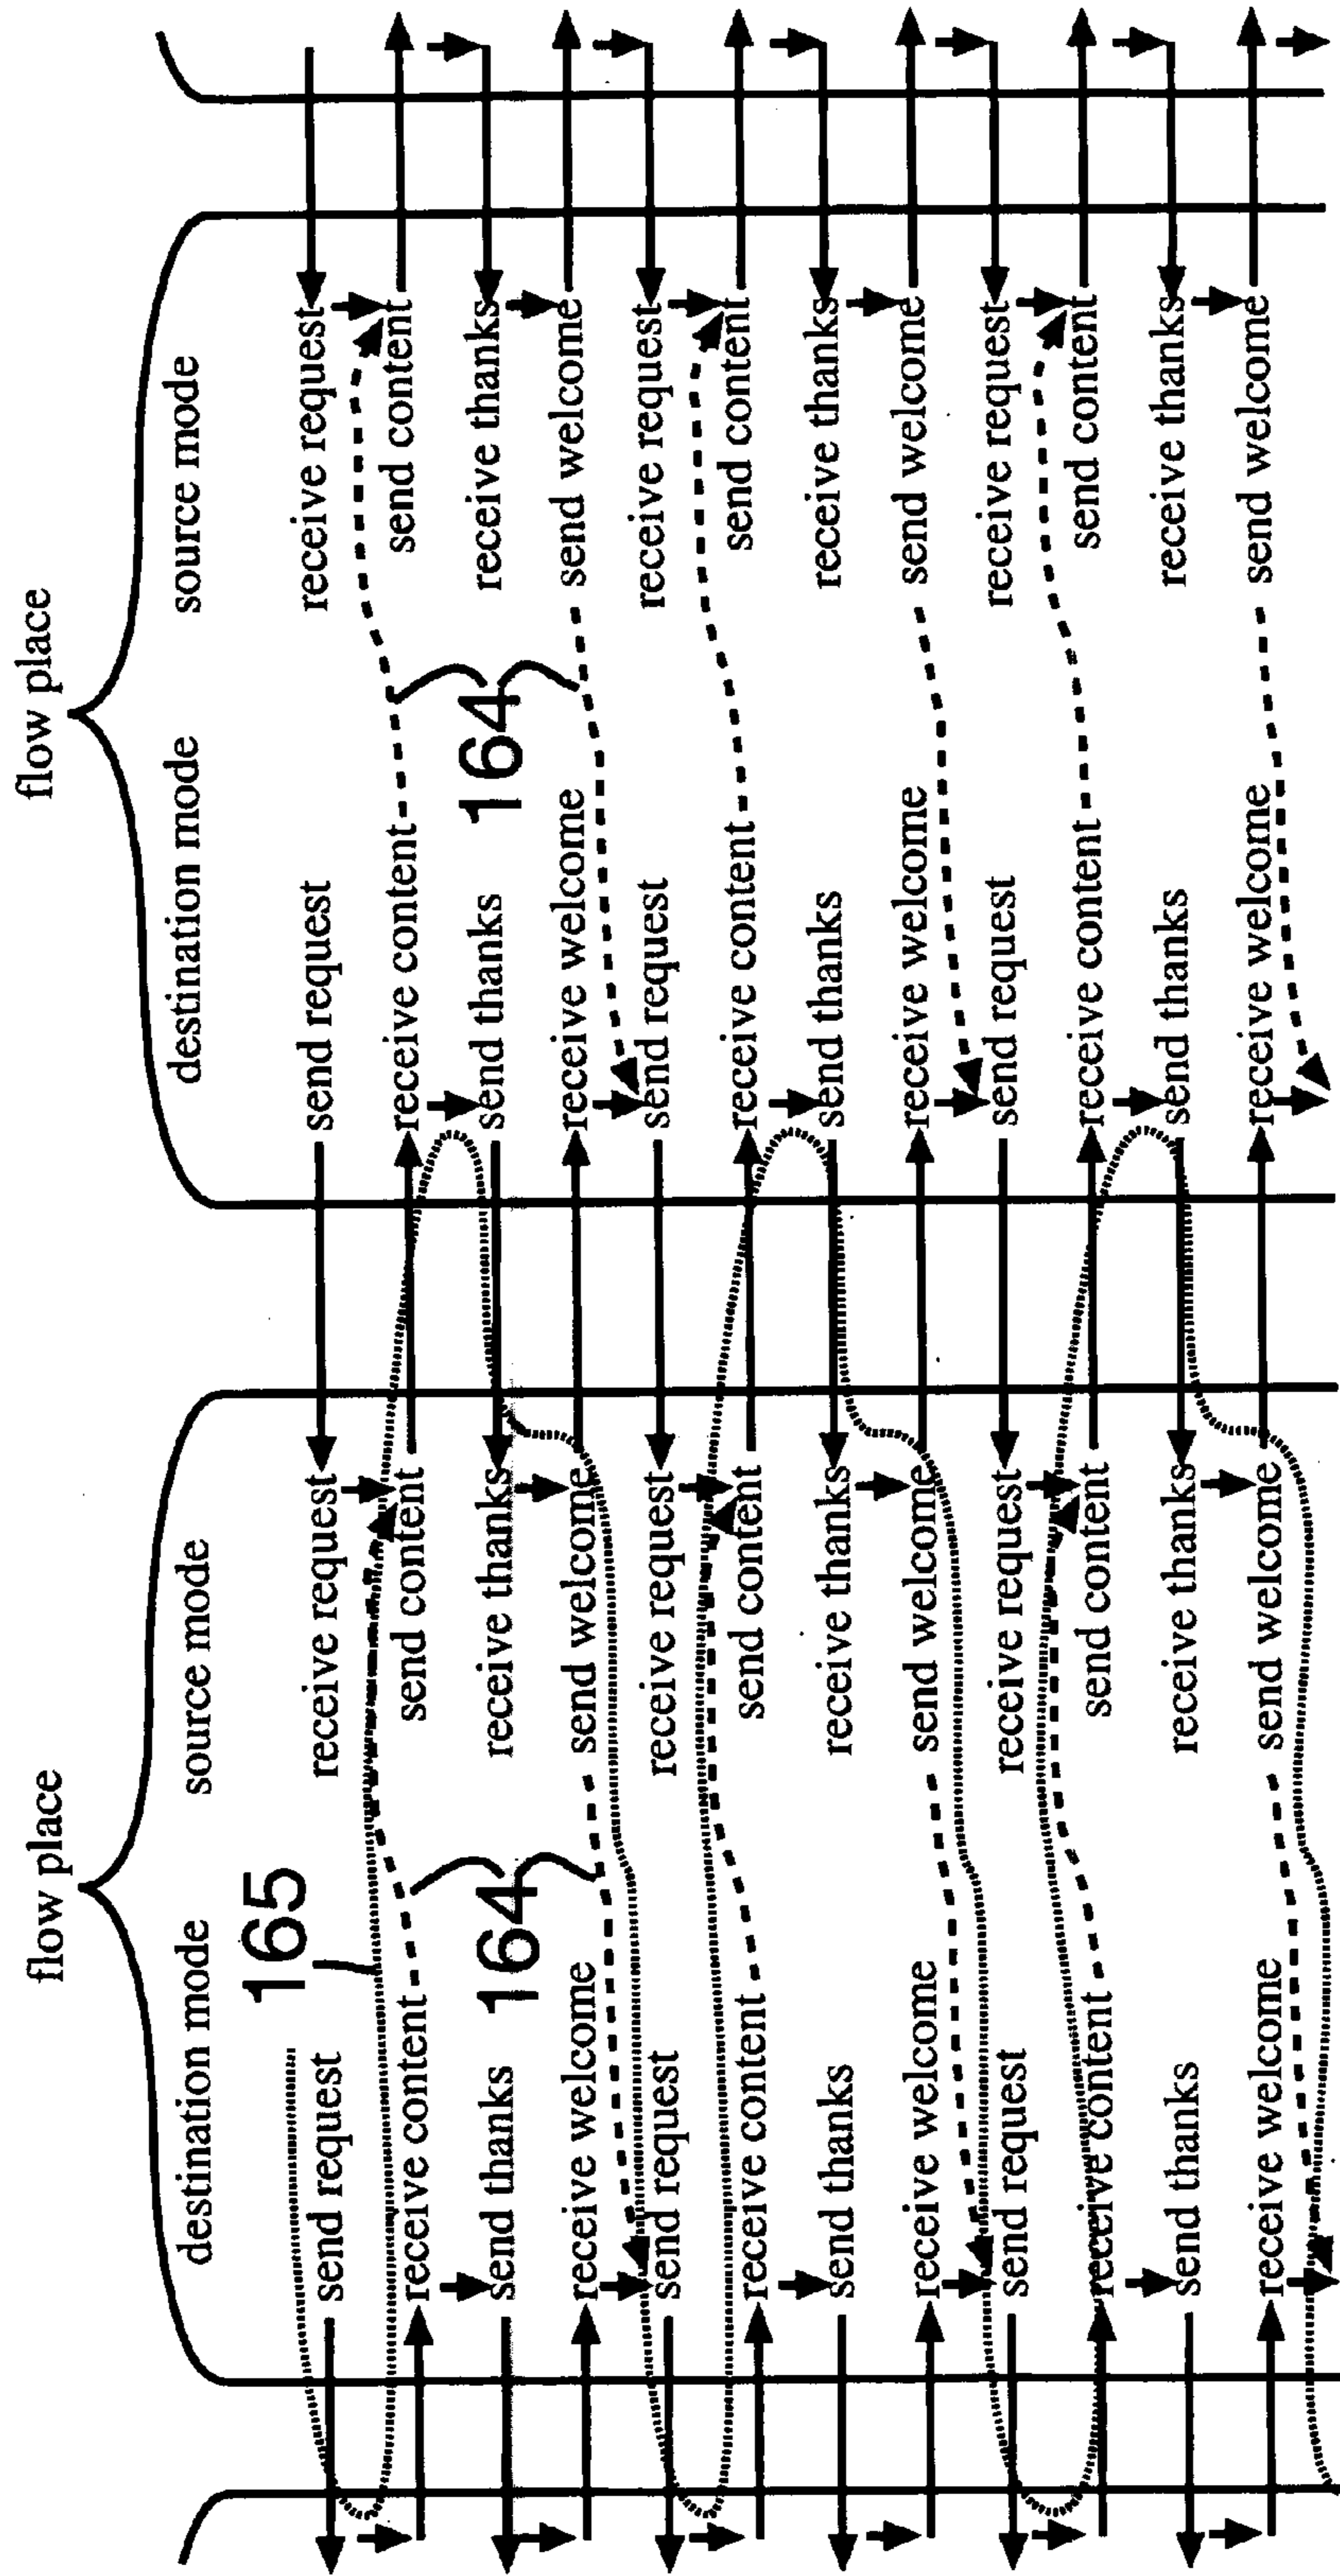 flow place flow place
destination mode source mode destination mode source mode
165
send request receive request send request receive request
receive content send content receive content send content
send thanks 164 receive thanks send thanks 164 receive thanks
receive welcome send welcome receive welcome send welcome
send request receive request send request receive request
receive content send content receive content send content
send thanks receive thanks send thanks receive thanks
receive welcome send welcome receive welcome send welcome
send request receive request send request receive request
receive content send content receive content send content
send thanks receive thanks send thanks receive thanks
receive welcome send welcome receive welcome send welcome